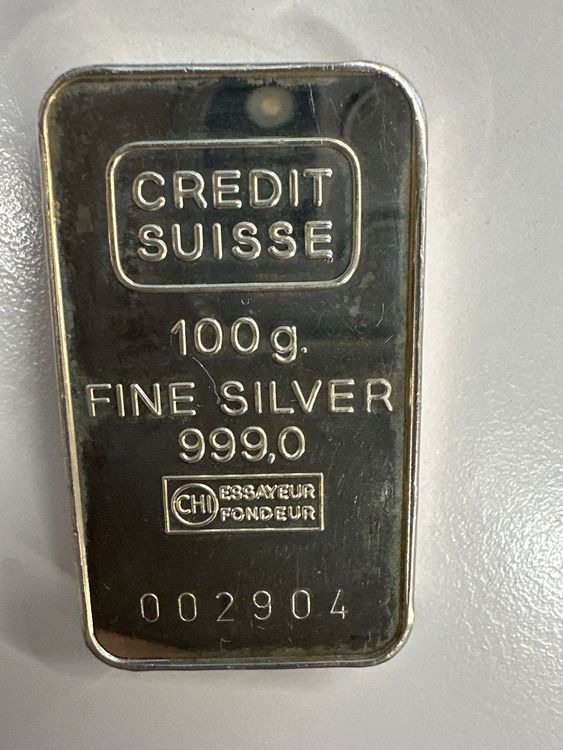 CREDIT
SUISSE
100g.
FINE SILVER
999,0
CHI ESSAYEUR
FONDEUR
002904